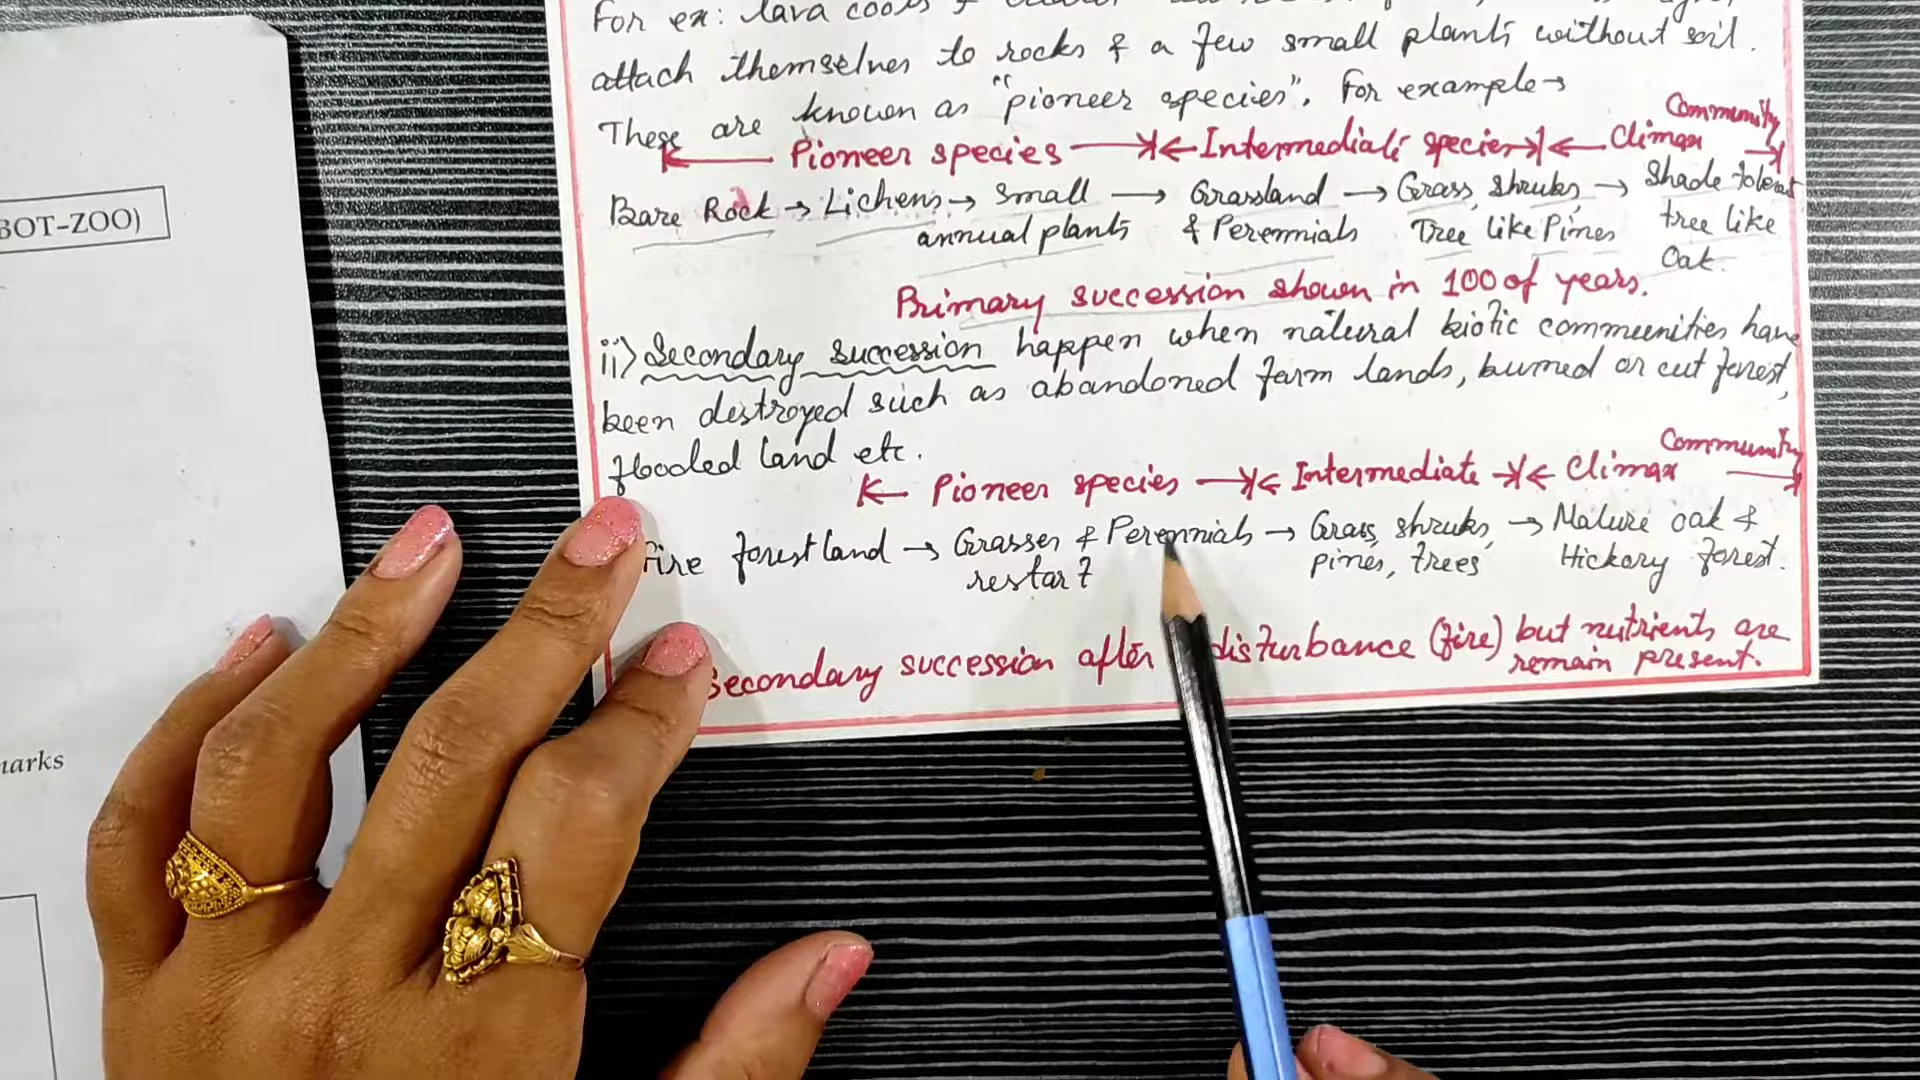 For ex: lava cools &
attach themselves to rocks & a few small plants without soil.
These are known as "pioneer species". For example→
Community
Pioneer species Intermediate species Climax
Bare Rock → Lichens → Small → Grassland → Grass, shrubs, → Shade tolerant
annual plants & Perennials Tree like Pines tree like
Oak.
Primary succession shown in 100 of years.
ii) Secondary succession happen when natural biotic communities have
been destroyed such as abandoned farm lands, burned or cut forest,
flooded land etc.
Community
Pioneer species Intermediate Climax
Fire forest land → Grasses & Perennials → Grass, shrubs, → Mature oak &
restart pines, trees Hickory forest.
Secondary succession after disturbance (fire) but nutrients are
remain present.
BOT-ZOO)
marks